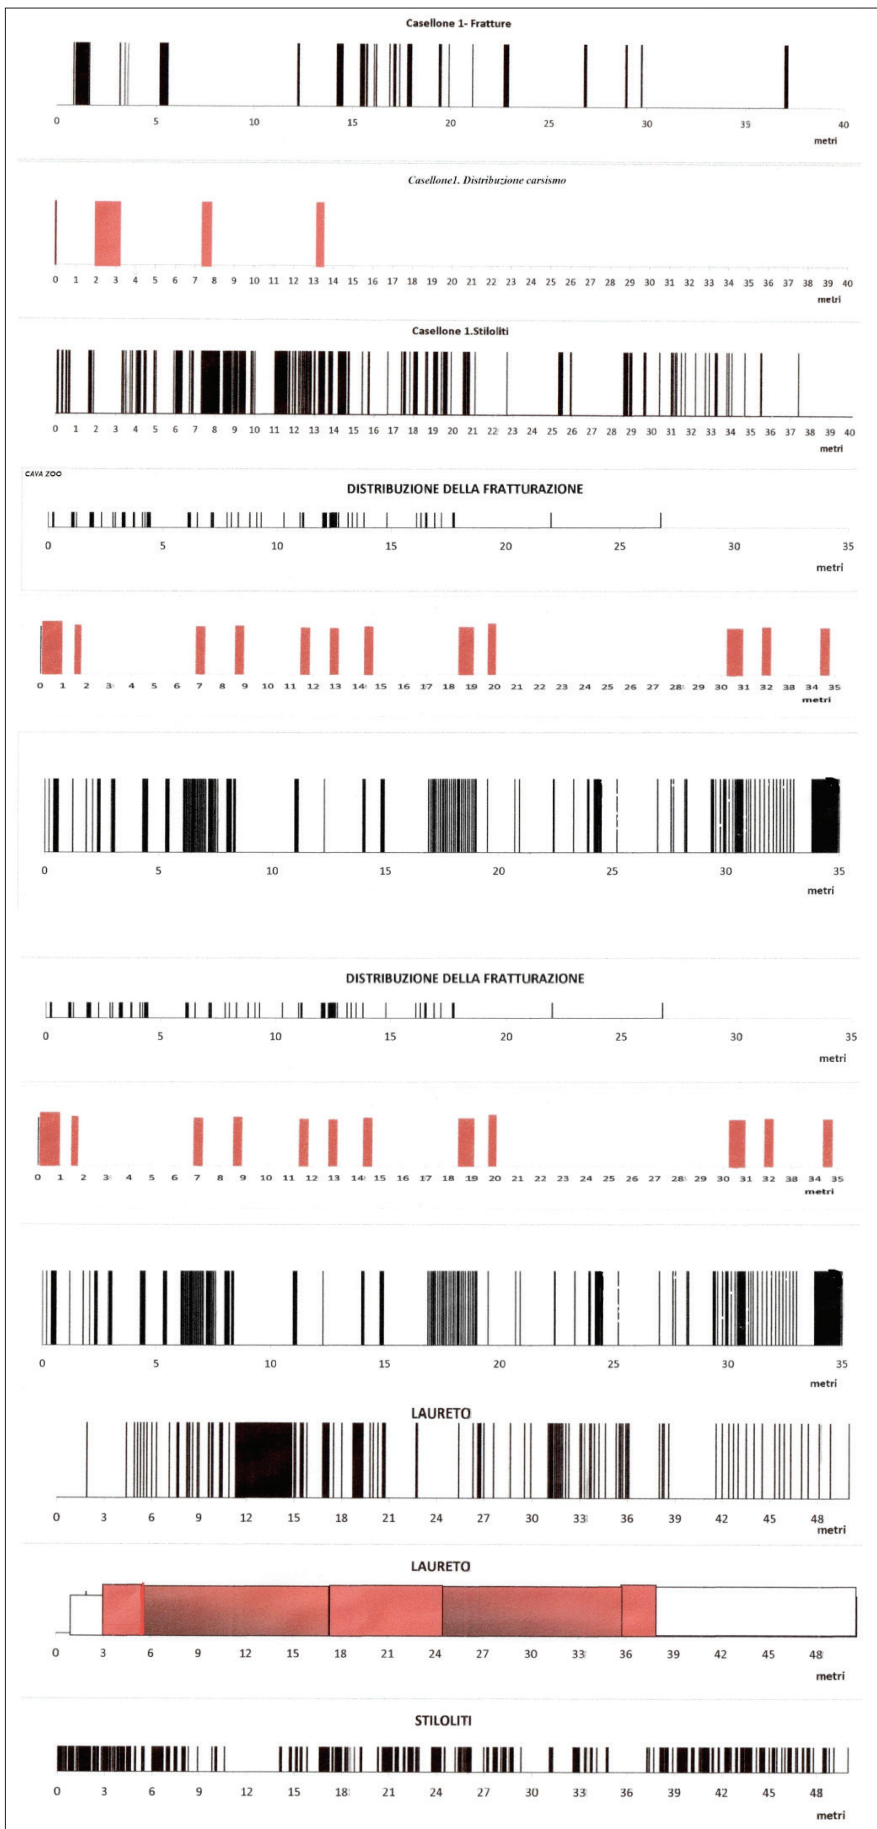 Casellone 1- Fratture
0 5 10 15 20 25 30 35 40
metri
Casellone1. Distribuzione carsismo
0 1 2 3 4 5 6 7 8 9 10 11 12 13 14 15 16 17 18 19 20 21 22 23 24 25 26 27 28 29 30 31 32 33 34 35 36 37 38 39 40
metri
Casellone 1.Stiloliti
0 1 2 3 4 5 6 7 8 9 10 11 12 13 14 15 16 17 18 19 20 21 22 23 24 25 26 27 28 29 30 31 32 33 34 35 36 37 38 39 40
metri
CAVA ZOO
DISTRIBUZIONE DELLA FRATTURAZIONE
0 5 10 15 20 25 30 35
metri
0 1 2 3 4 5 6 7 8 9 10 11 12 13 14 15 16 17 18 19 20 21 22 23 24 25 26 27 28 29 30 31 32 38 34 35
metri
0 5 10 15 20 25 30 35
DISTRIBUZIONE DELLA FRATTURAZIONE
0 5 10 15 20 25 30 35
metri
0 1 2 3 4 5 6 7 8 9 10 11 12 13 14 15 16 17 18 19 20 21 22 23 24 25 26 27 28 29 30 31 32 38 34 35
metri
0 5 10 15 20 25 30 35
metri
LAURETO
0 3 6 9 12 15 18 21 24 27 30 33 36 39 42 45 48
metri
LAURETO
0 3 6 9 12 15 18 21 24 27 30 33 36 39 42 45 48
metri
STILOLITI
0 3 6 9 12 15 18 21 24 27 30 33 36 39 42 45 48
metri